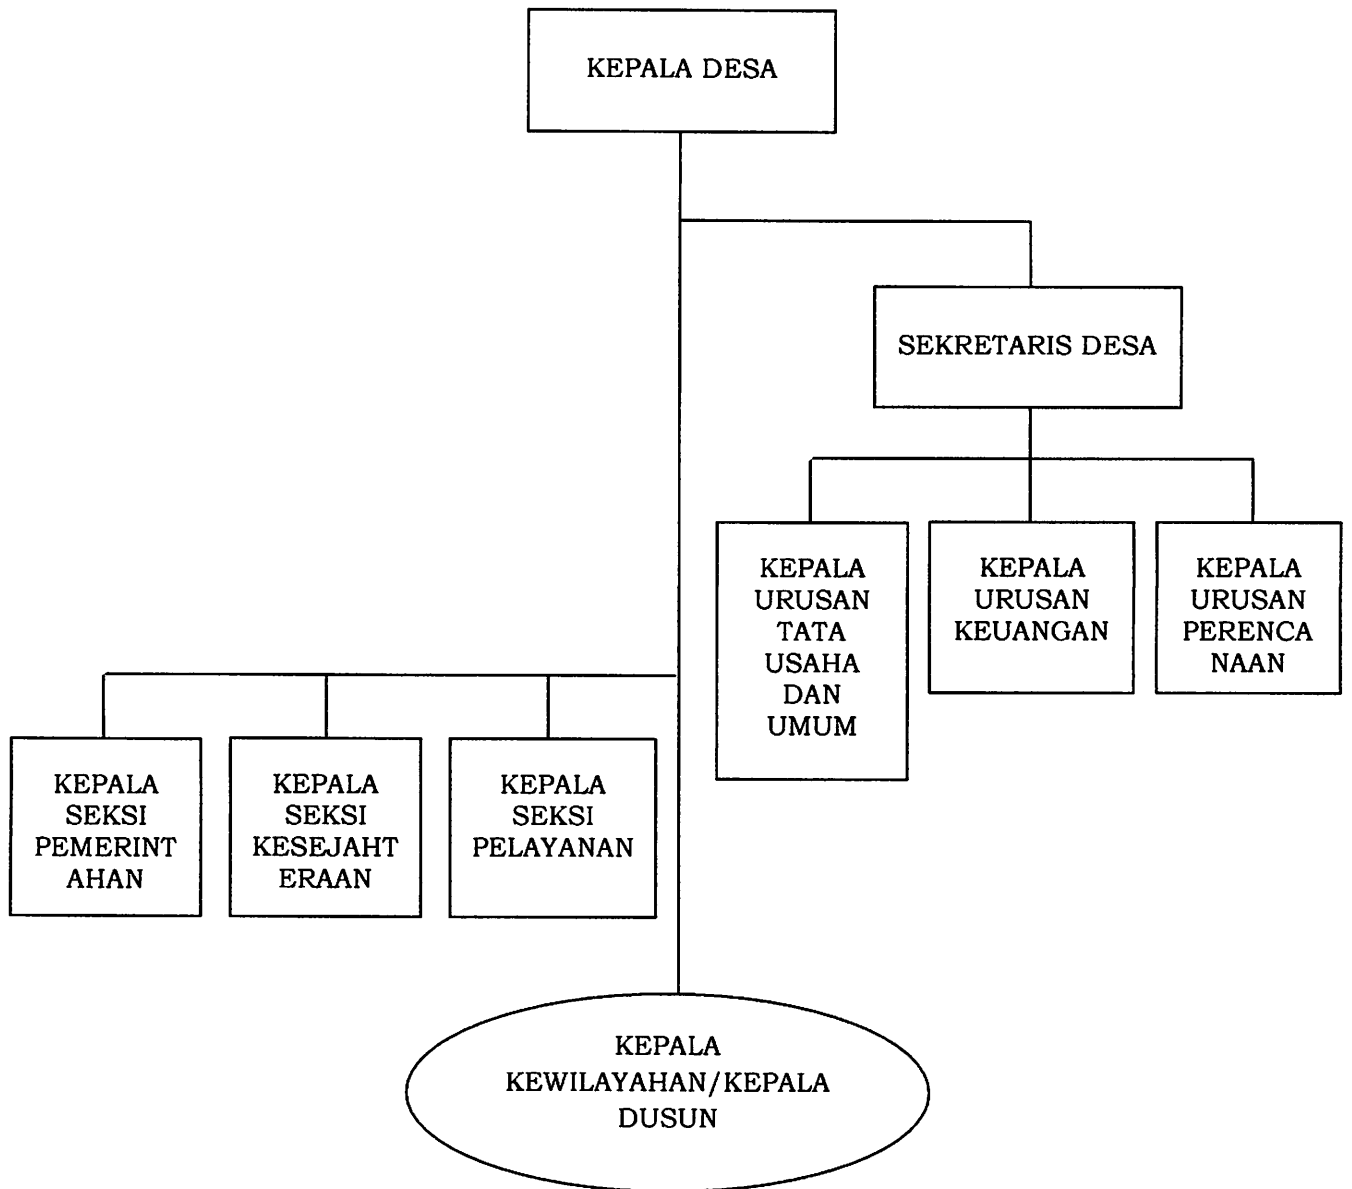 KEPALA DESA
SEKRETARIS DESA
KEPALA
URUSAN
TATA
USAHA
DAN
UMUM
KEPALA
URUSAN
KEUANGAN
KEPALA
URUSAN
PERENCA
NAAN
KEPALA
SEKSI
PEMERINT
AHAN
KEPALA
SEKSI
KESEJAHT
ERAAN
KEPALA
SEKSI
PELAYANAN
KEPALA
KEWILAYAHAN/KEPALA
DUSUN